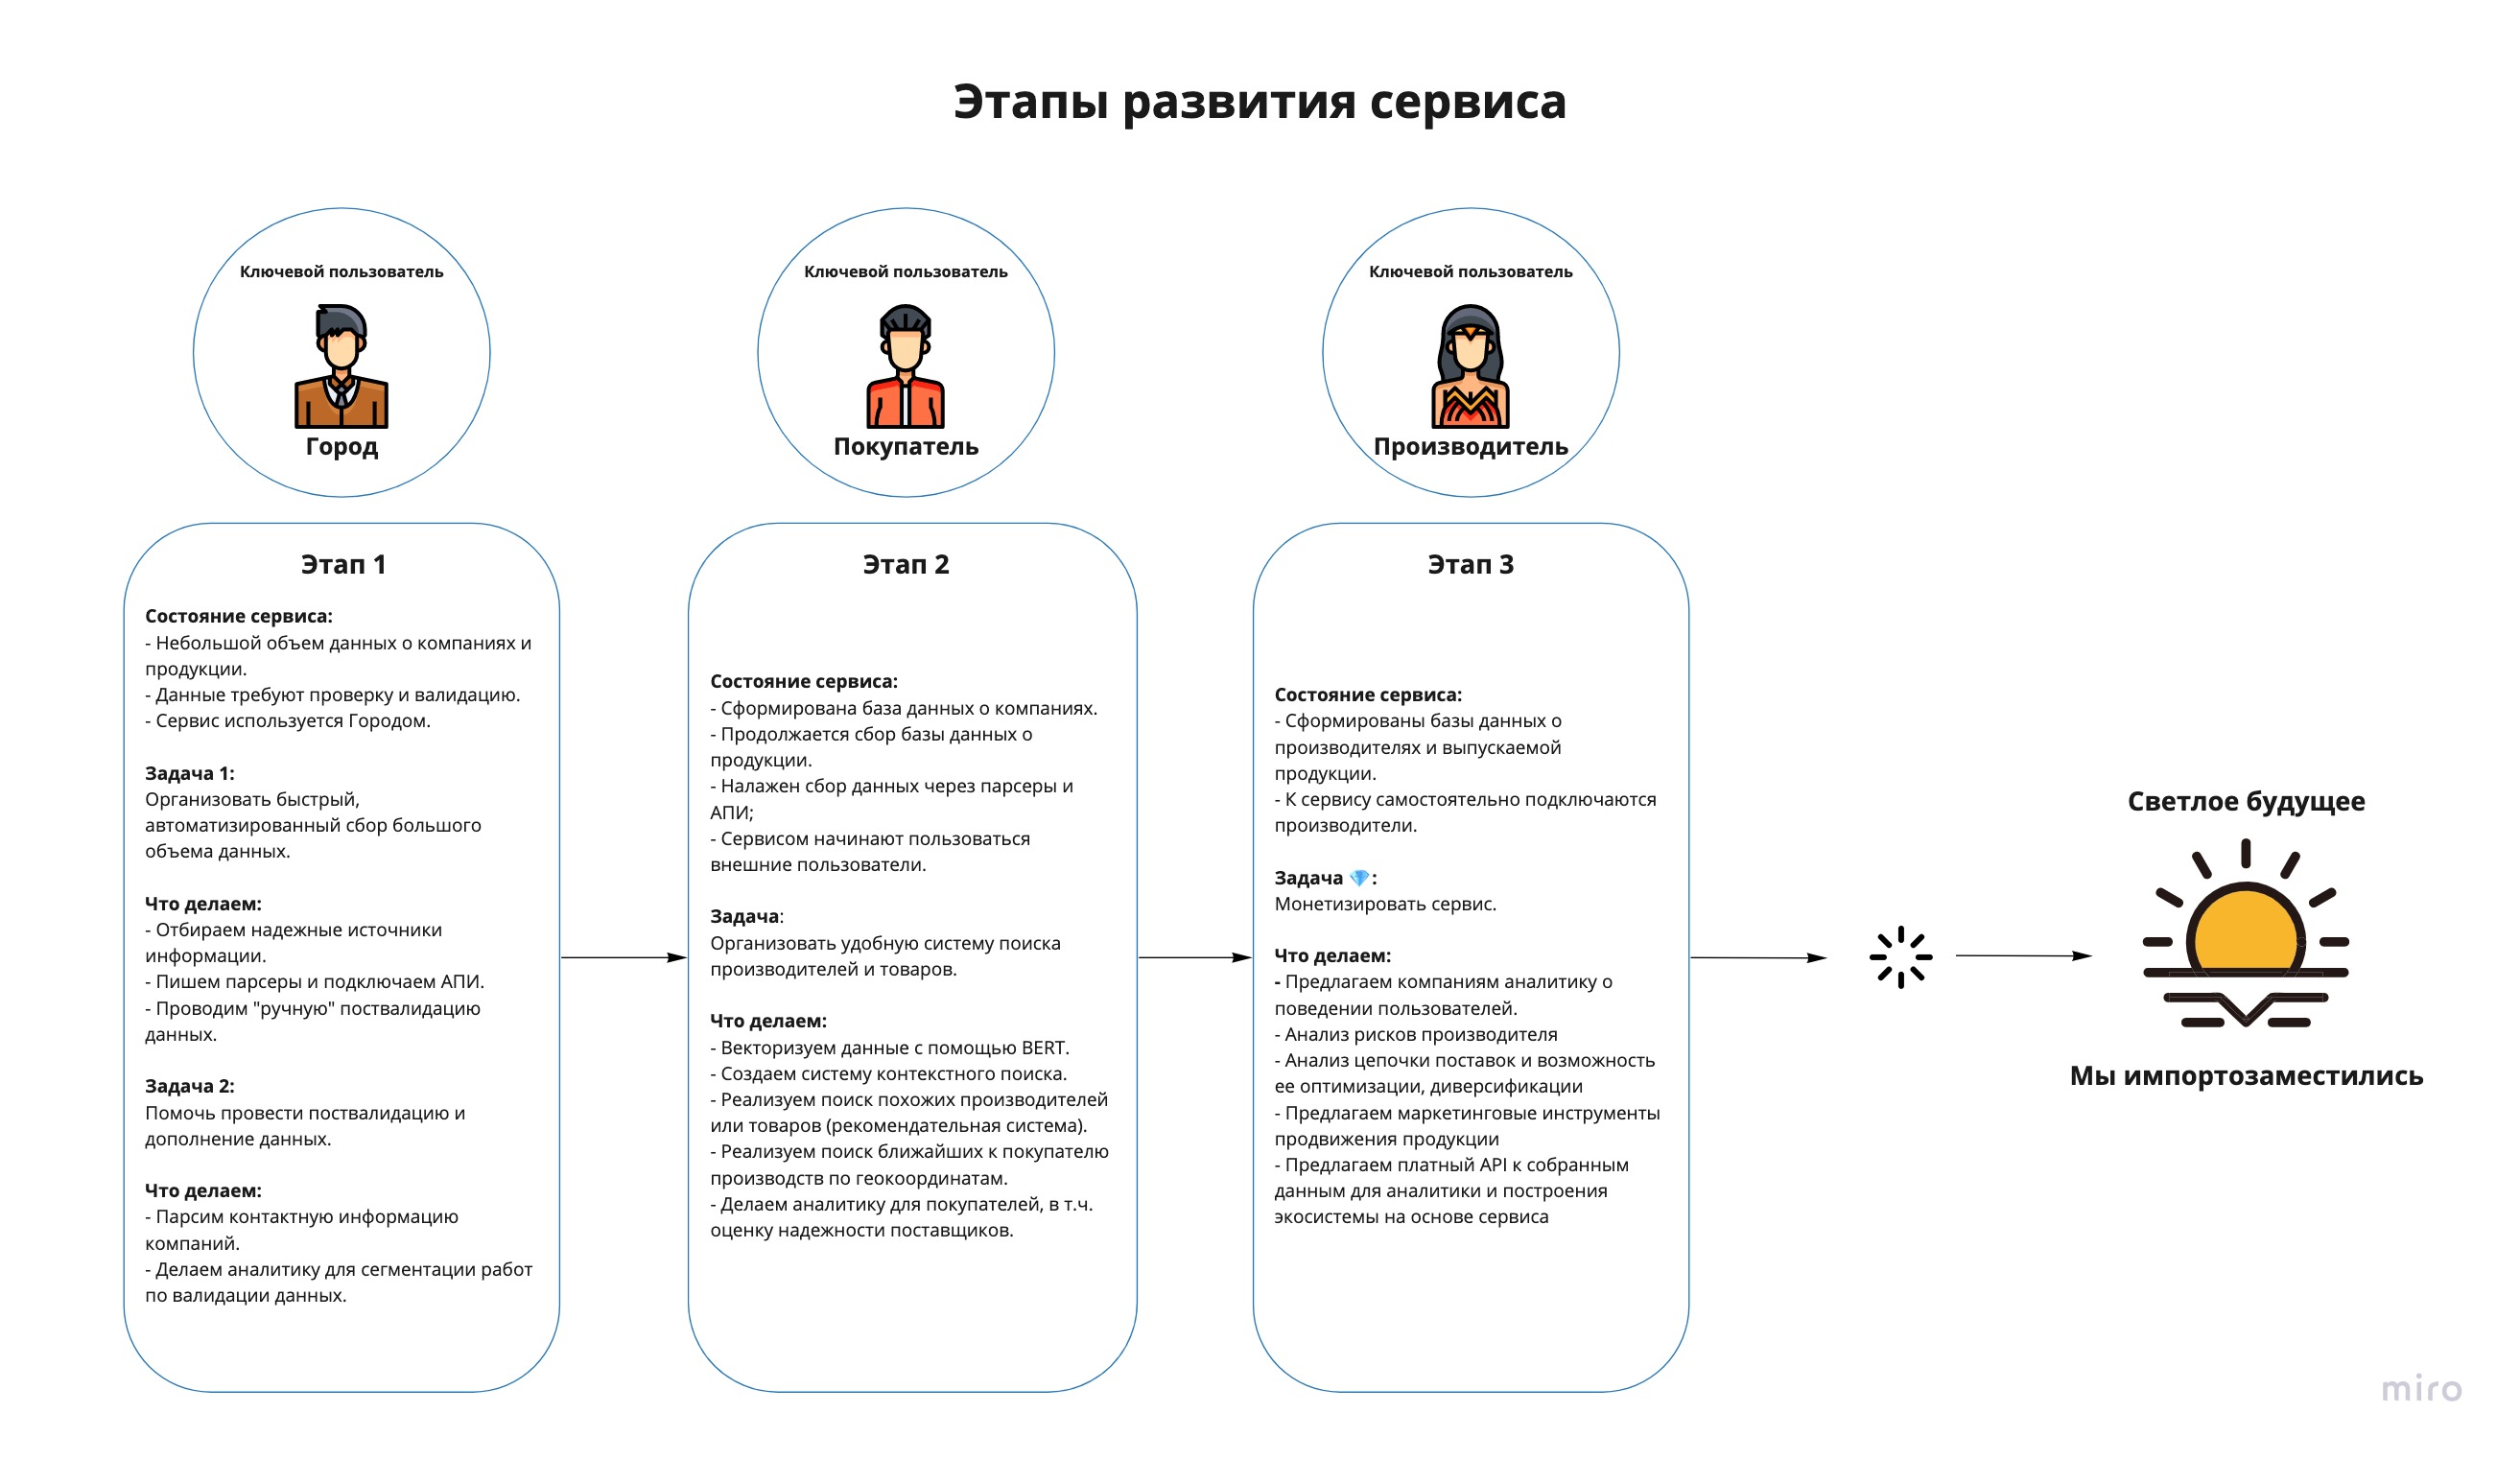 Этапы развития сервиса
Ключевой пользователь
Город
Ключевой пользователь
Покупатель
Ключевой пользователь
Производитель
Этап 1
Состояние сервиса:
- Небольшой объем данных о компаниях и
продукции.
- Данные требуют проверку и валидацию.
- Сервис используется Городом.
Задача 1:
Организовать быстрый,
автоматизированный сбор большого
объема данных.
Что делаем:
- Отбираем надежные источники
информации.
- Пишем парсеры и подключаем АПИ.
- Проводим "ручную" поствалидацию
данных.
Задача 2:
Помочь провести поствалидацию и
дополнение данных.
Что делаем:
- Парсим контактную информацию
компаний.
- Делаем аналитику для сегментации работ
по валидации данных.
Этап 2
Состояние сервиса:
- Сформирована база данных о компаниях.
- Продолжается сбор базы данных о
продукции.
- Налажен сбор данных через парсеры и
АПИ;
- Сервисом начинают пользоваться
внешние пользователи.
Задача:
Организовать удобную систему поиска
производителей и товаров.
Что делаем:
- Векторизуем данные с помощью BERT.
- Создаем систему контекстного поиска.
- Реализуем поиск похожих производителей
или товаров (рекомендательная система).
- Реализуем поиск ближайших к покупателю
производств по геокоординатам.
- Делаем аналитику для покупателей, в т.ч.
оценку надежности поставщиков.
Этап 3
Состояние сервиса:
- Сформированы базы данных о
производителях и выпускаемой
продукции.
- К сервису самостоятельно подключаются
производители.
Задача 💎:
Монетизировать сервис.
Что делаем:
- Предлагаем компаниям аналитику о
поведении пользователей.
- Анализ рисков производителя
- Анализ цепочки поставок и возможность
ее оптимизации, диверсификации
- Предлагаем маркетинговые инструменты
продвижения продукции
- Предлагаем платный API к собранным
данным для аналитики и построения
экосистемы на основе сервиса
Светлое будущее
Мы импортозаместились
miro